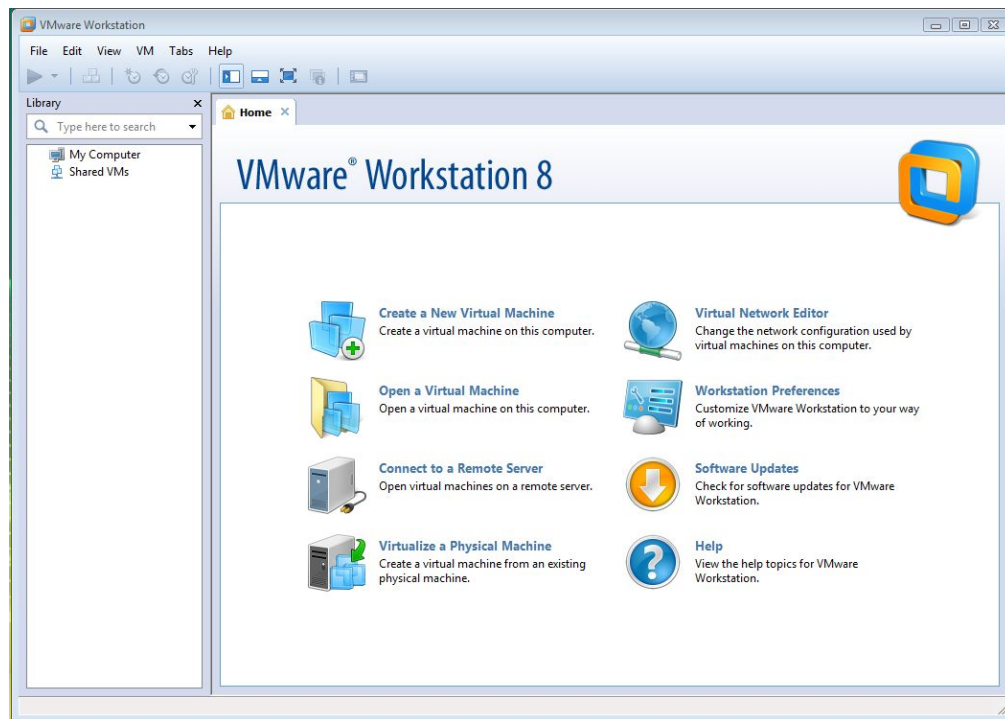 VMware Workstation
File Edit View VM Tabs Help
Library
Type here to search
My Computer
Shared VMs
Home
VMware® Workstation 8
Create a New Virtual Machine
Create a virtual machine on this computer.
Open a Virtual Machine
Open a virtual machine on this computer.
Connect to a Remote Server
Open virtual machines on a remote server.
Virtualize a Physical Machine
Create a virtual machine from an existing
physical machine.
Virtual Network Editor
Change the network configuration used by
virtual machines on this computer.
Workstation Preferences
Customize VMware Workstation to your way
of working.
Software Updates
Check for software updates for VMware
Workstation.
Help
View the help topics for VMware
Workstation.